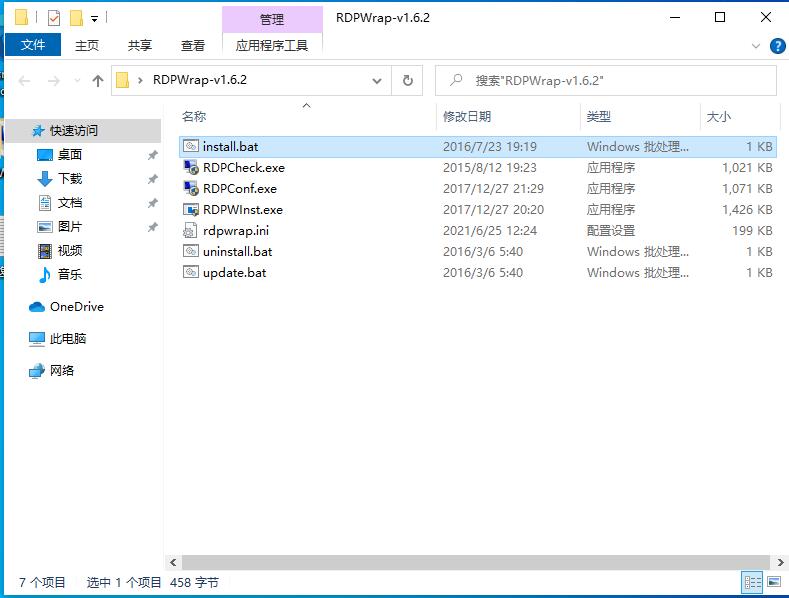 管理 RDPWrap-v1.6.2
文件 主页 共享 查看 应用程序工具
RDPWrap-v1.6.2 搜索"RDPWrap-v1.6.2"
名称 修改日期 类型 大小
快速访问
桌面
下载
文档
图片
视频
音乐
OneDrive
此电脑
网络
install.bat 2016/7/23 19:19 Windows 批处理... 1 KB
RDPCheck.exe 2015/8/12 19:23 应用程序 1,021 KB
RDPConf.exe 2017/12/27 21:29 应用程序 1,071 KB
RDPWInst.exe 2017/12/27 20:20 应用程序 1,426 KB
rdpwrap.ini 2021/6/25 12:24 配置设置 199 KB
uninstall.bat 2016/3/6 5:40 Windows 批处理... 1 KB
update.bat 2016/3/6 5:40 Windows 批处理... 1 KB
7 个项目 选中 1 个项目 458 字节